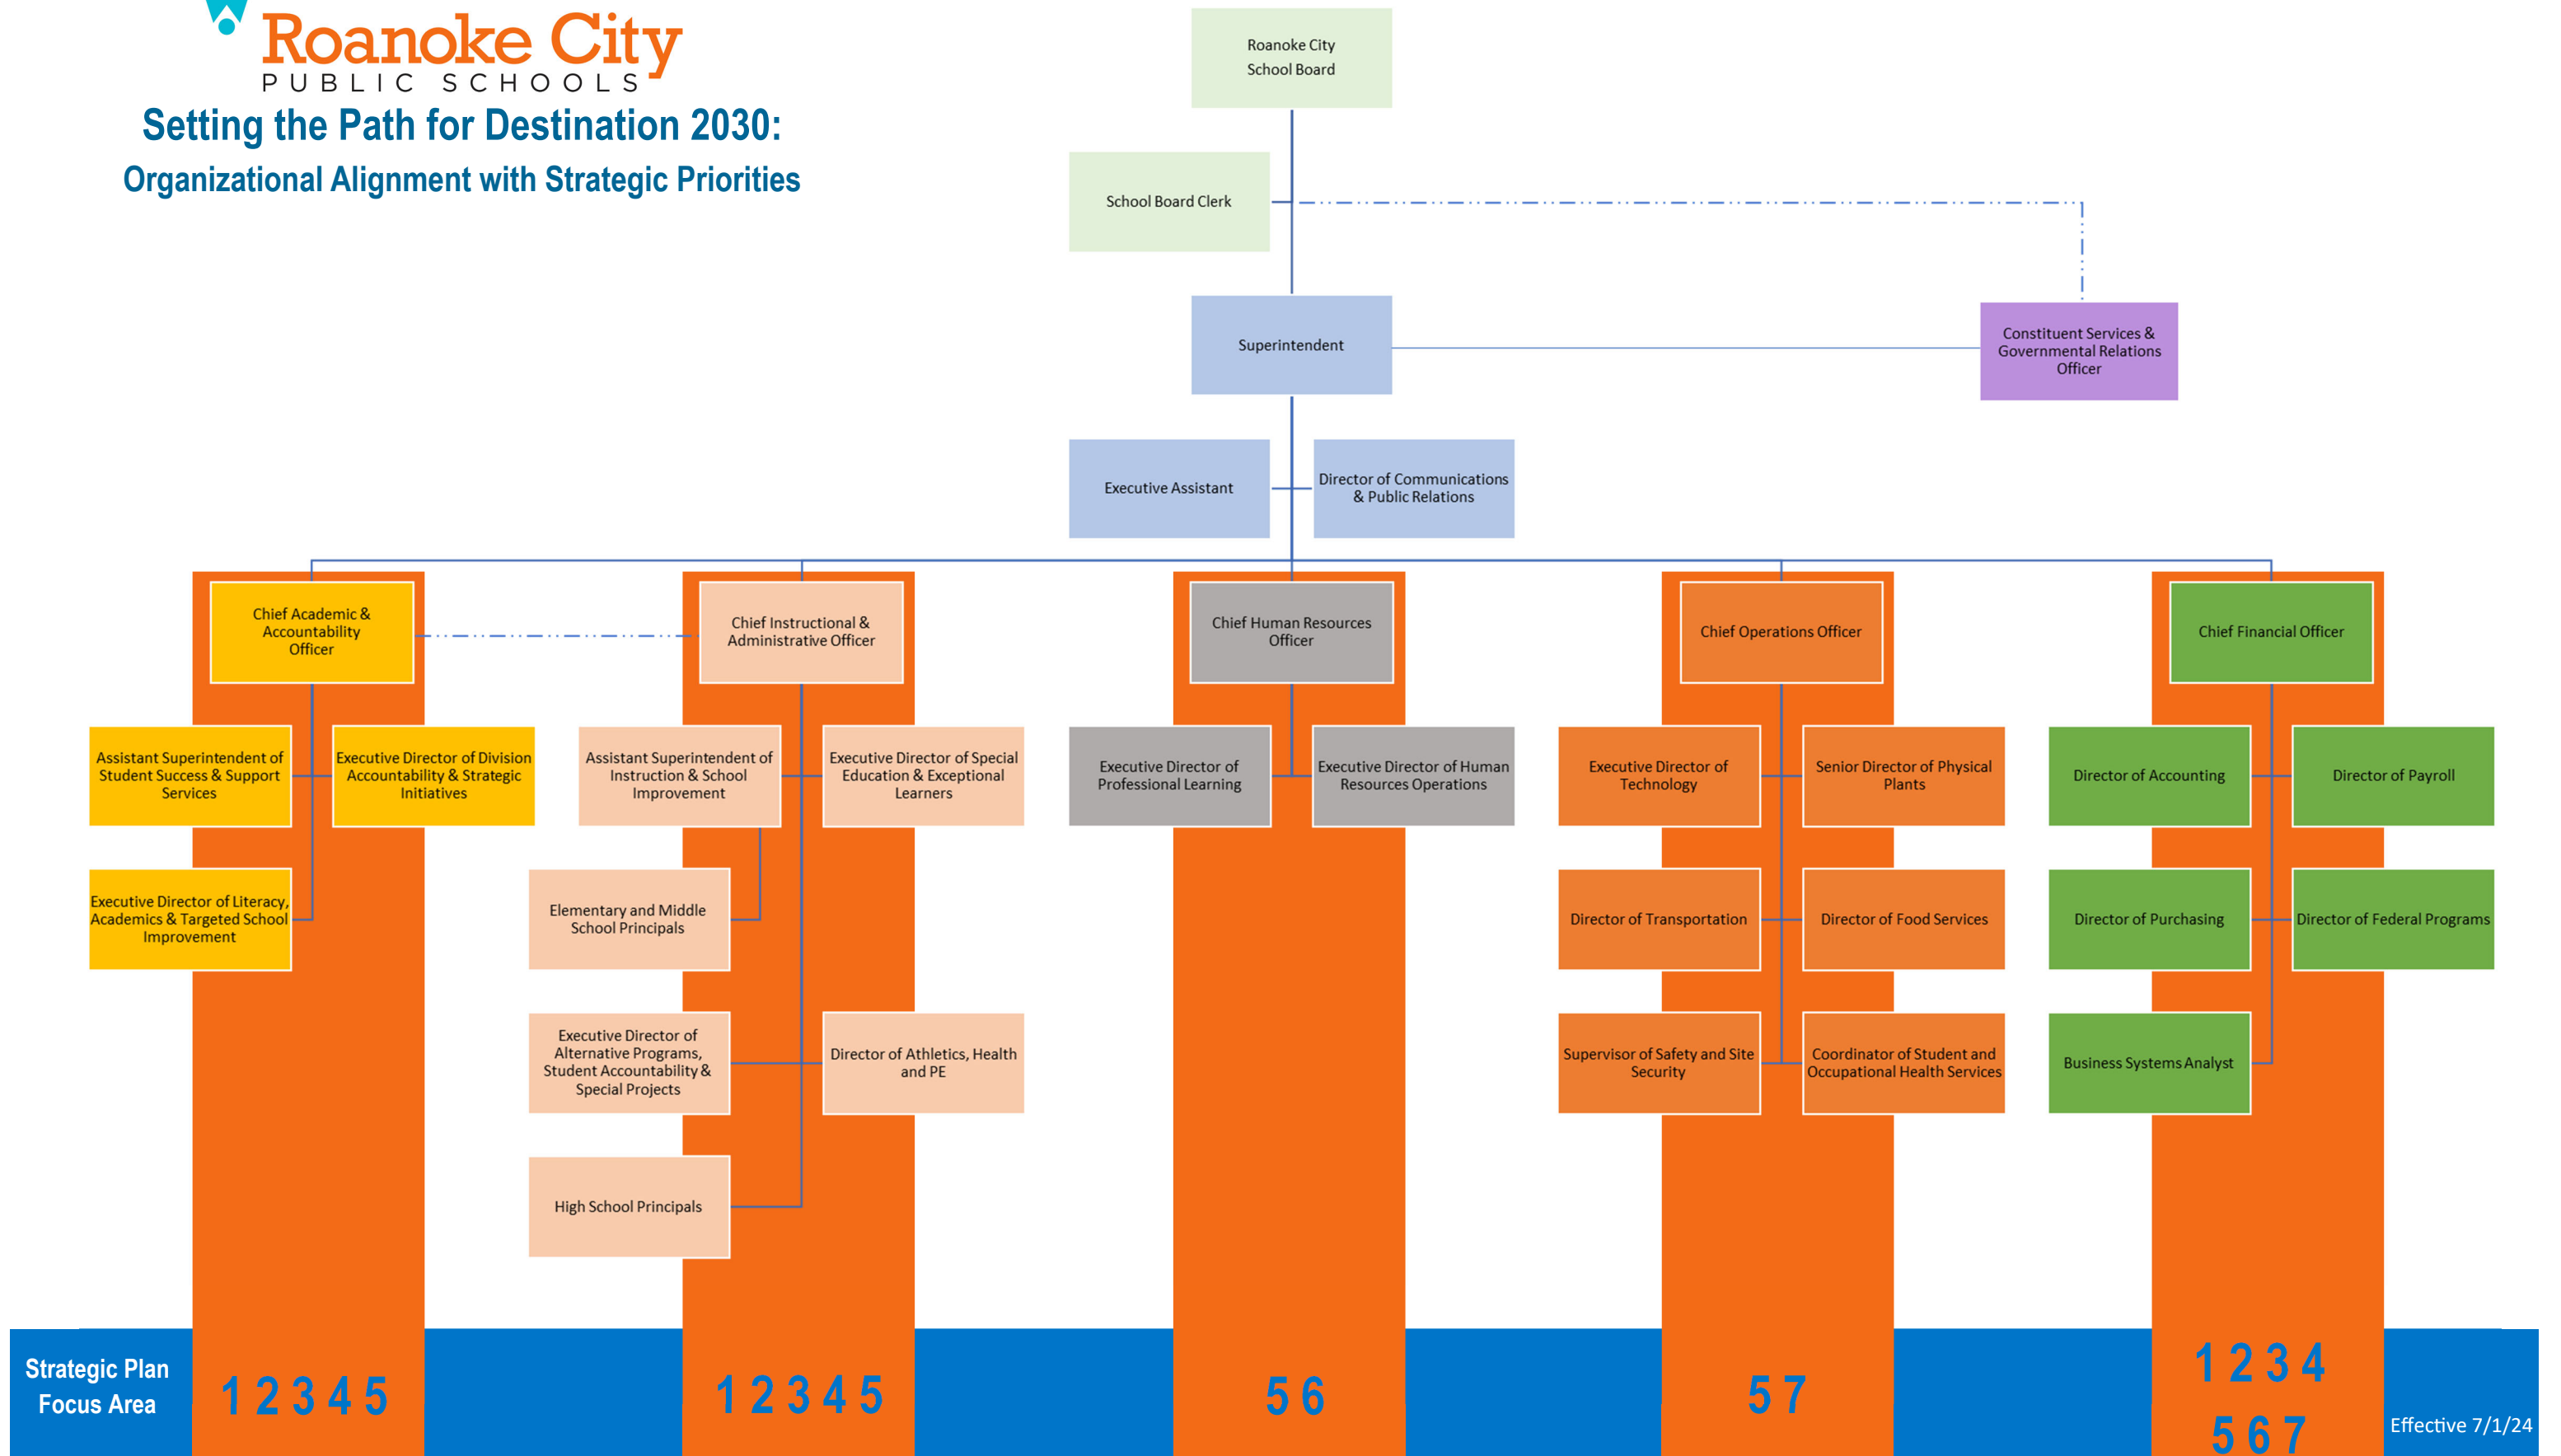 Roanoke City
PUBLIC SCHOOLS
Setting the Path for Destination 2030:
Organizational Alignment with Strategic Priorities
Roanoke City
School Board
School Board Clerk
Superintendent
Constituent Services &
Governmental Relations
Officer
Executive Assistant
Director of Communications
& Public Relations
Chief Academic &
Accountability
Officer
Chief Instructional &
Administrative Officer
Chief Human Resources
Officer
Chief Operations Officer
Chief Financial Officer
Assistant Superintendent of
Student Success & Support
Services
Executive Director of Division
Accountability & Strategic
Initiatives
Assistant Superintendent of
Instruction & School
Improvement
Executive Director of Special
Education & Exceptional
Learners
Executive Director of
Professional Learning
Executive Director of Human
Resources Operations
Executive Director of
Technology
Senior Director of Physical
Plants
Director of Accounting
Director of Payroll
Executive Director of Literacy,
Academics & Targeted School
Improvement
Elementary and Middle
School Principals
Director of Transportation
Director of Food Services
Director of Purchasing
Director of Federal Programs
Executive Director of
Alternative Programs,
Student Accountability &
Special Projects
Director of Athletics, Health
and PE
Supervisor of Safety and Site
Security
Coordinator of Student and
Occupational Health Services
Business Systems Analyst
High School Principals
Strategic Plan
Focus Area
1 2 3 4 5
1 2 3 4 5
5 6
5 7
1 2 3 4
5 6 7
Effective 7/1/24